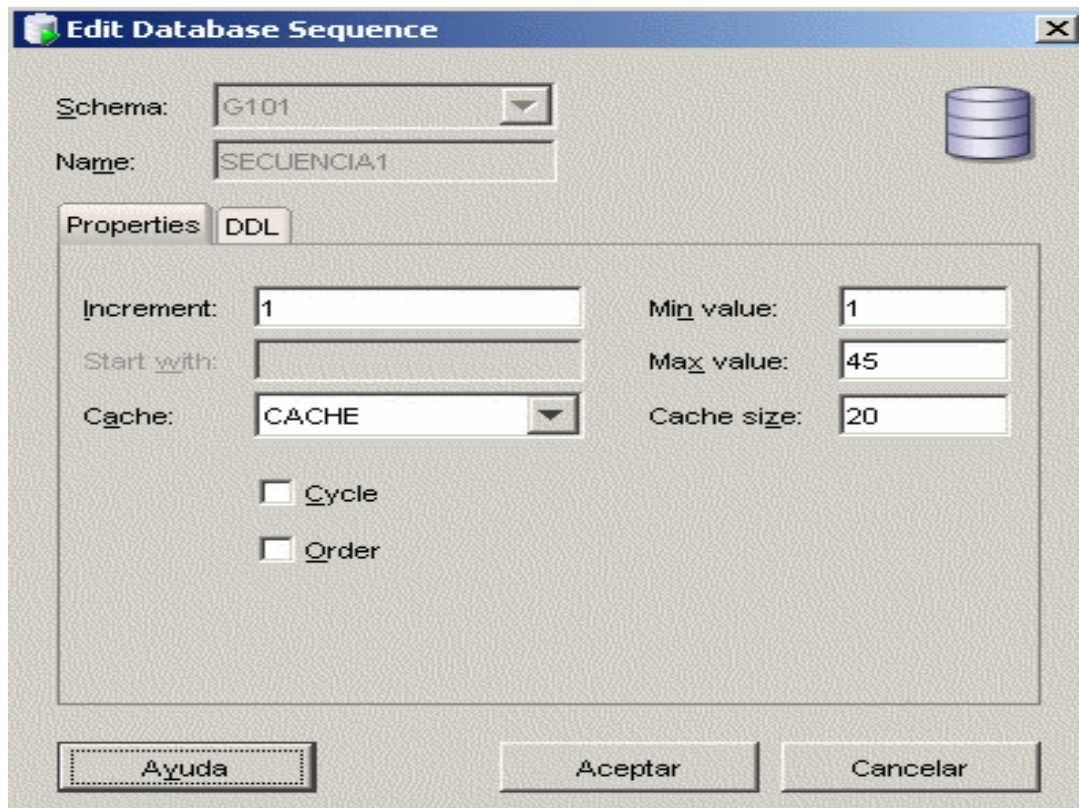 Edit Database Sequence
Schema: G101
Name: SECUENCIA1
Properties DDL
Increment: 1 Min value: 1
Start with: Max value: 45
Cache: CACHE Cache size: 20
Cycle
Order
Ayuda Aceptar Cancelar